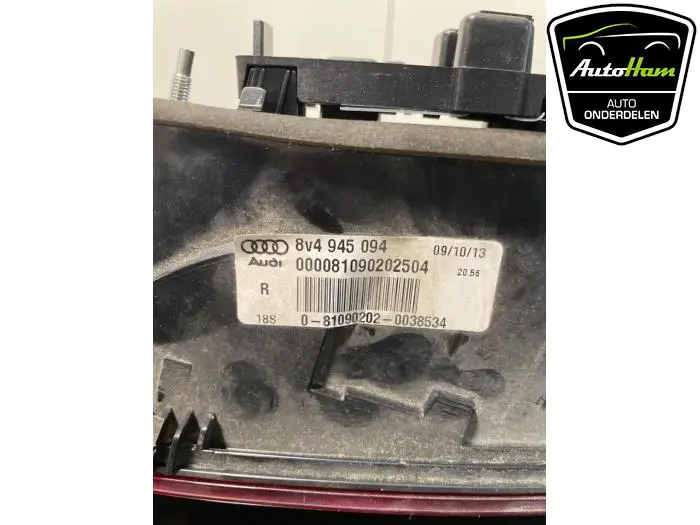 AutoHam
AUTO
ONDERDELEN
8v4 945 094
09/10/13
Audi
000081090202504
20.56
R
18S
0-81090202-0038534